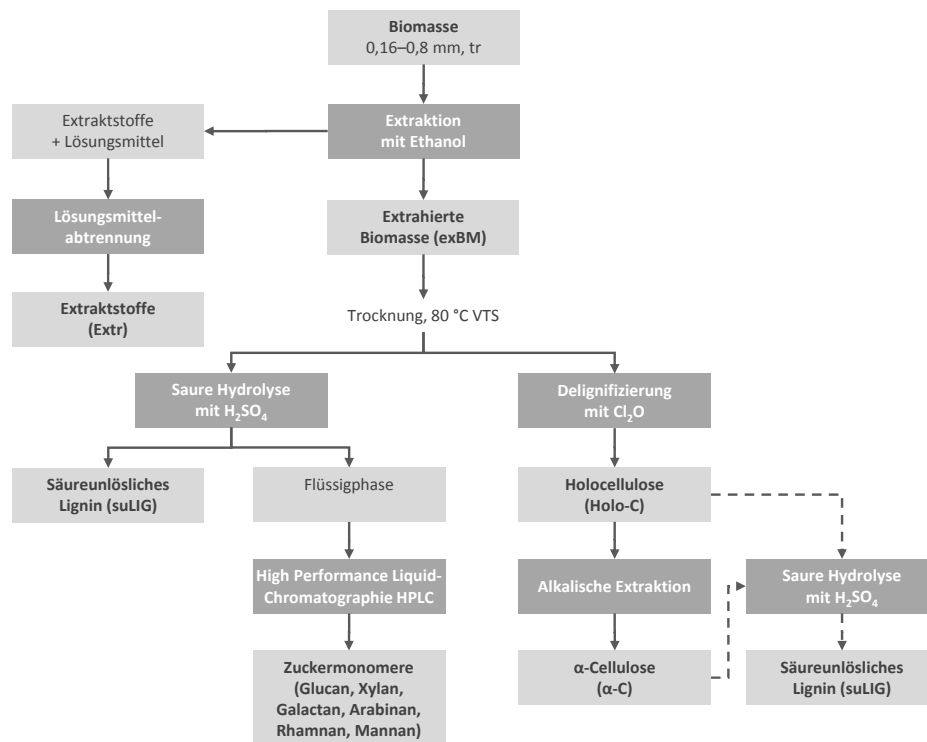 Biomasse
0,16–0,8 mm, tr
Extraktstoffe
+ Lösungsmittel
Extraktion
mit Ethanol
Lösungsmittel-
abtrennung
Extrahierte
Biomasse (exBM)
Extraktstoffe
(Extr)
Trocknung, 80 °C VTS
Saure Hydrolyse
mit H₂SO₄
Delignifizierung
mit Cl₂O
Säureunlösliches
Lignin (suLIG)
Flüssigphase
Holocellulose
(Holo-C)
High Performance Liquid-
Chromatographie HPLC
Alkalische Extraktion
Saure Hydrolyse
mit H₂SO₄
Zuckermonomere
(Glucan, Xylan,
Galactan, Arabinan,
Rhamnan, Mannan)
α-Cellulose
(α-C)
Säureunlösliches
Lignin (suLIG)